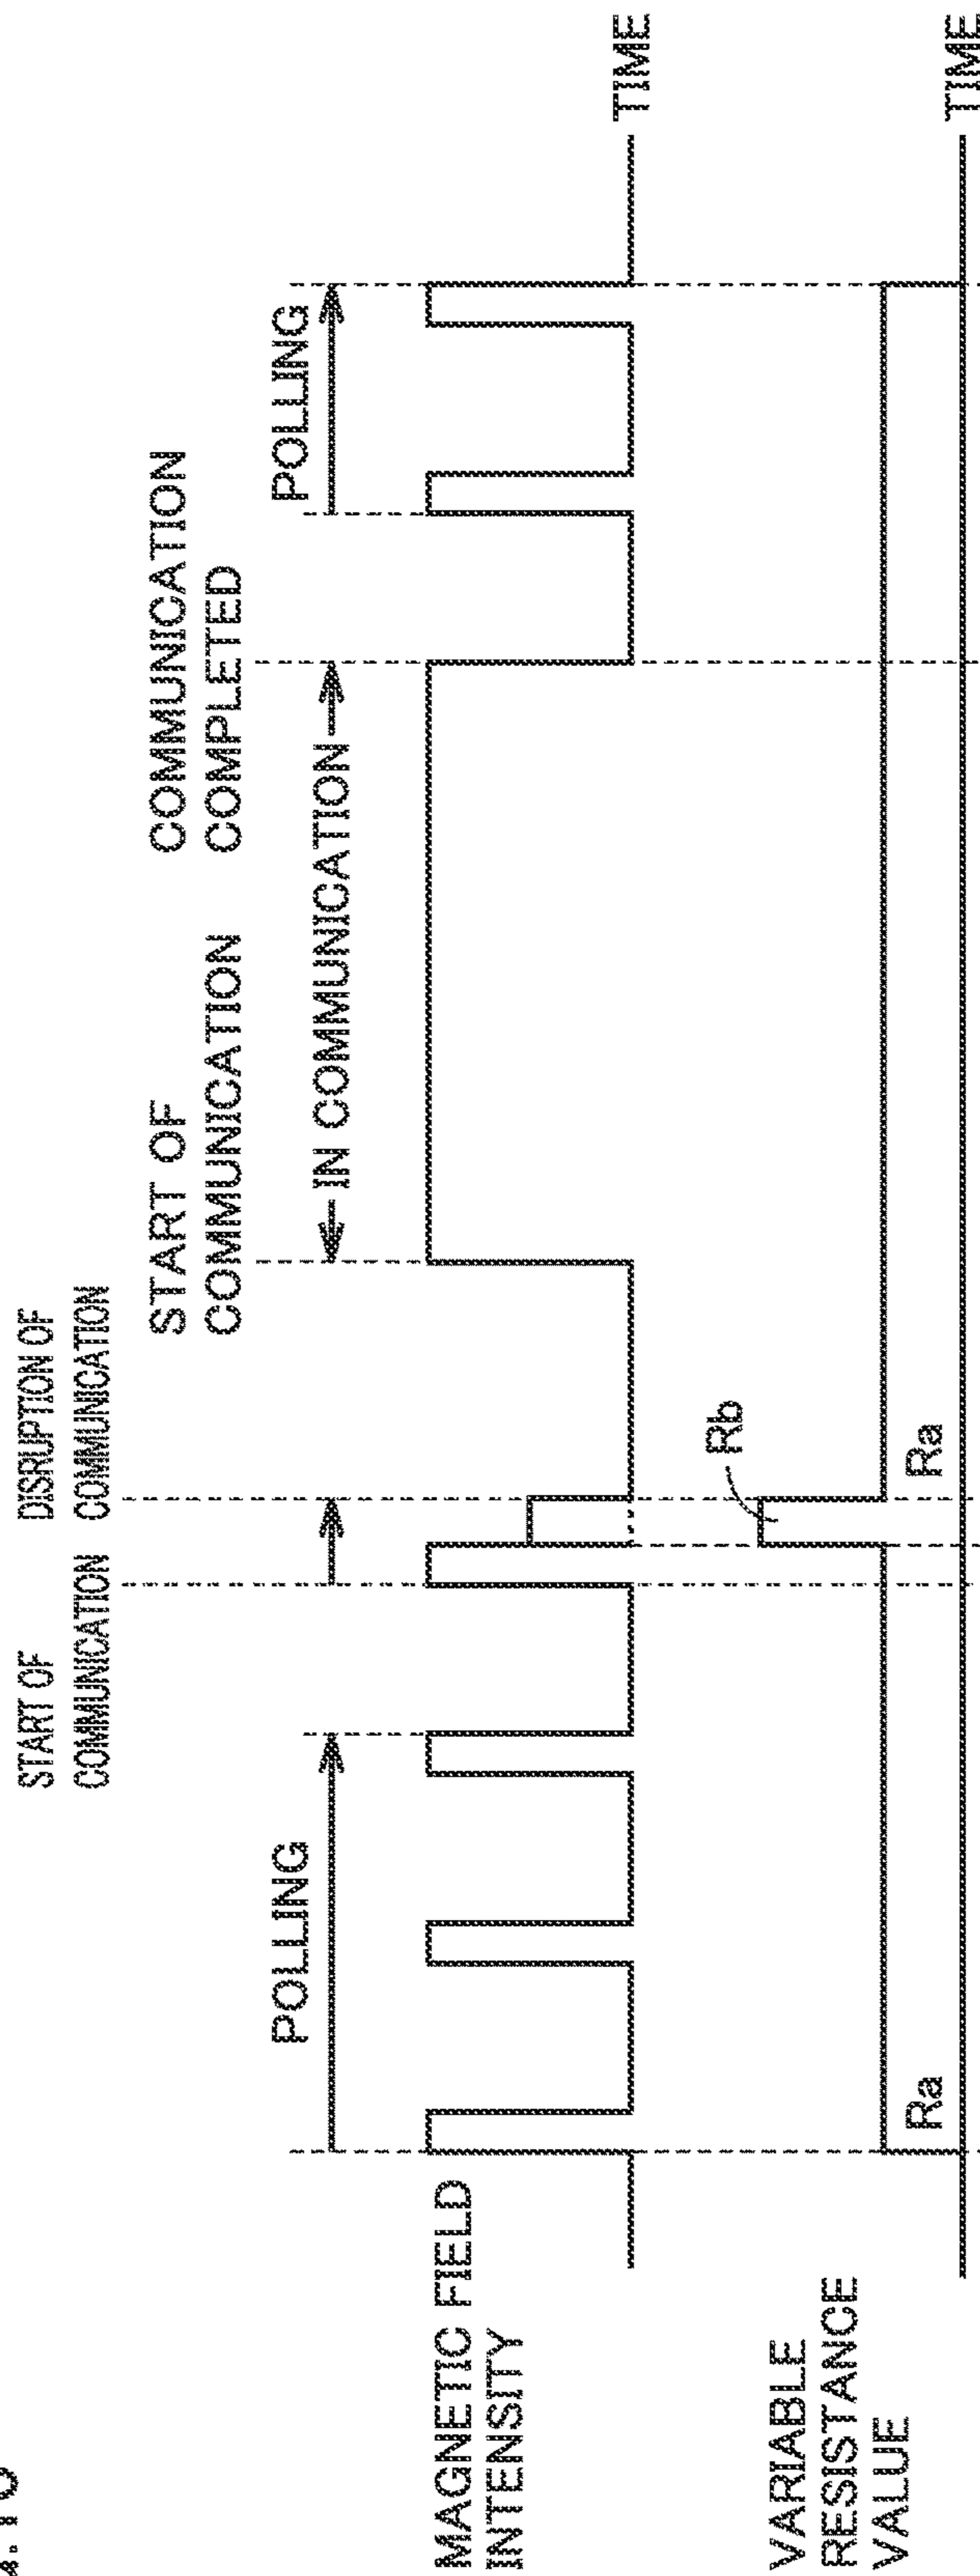 START OF
COMMUNICATION
DISRUPTION OF
COMMUNICATION
START OF
COMMUNICATION
COMMUNICATION
COMPLETED
POLLING
IN COMMUNICATION
POLLING
MAGNETIC FIELD
INTENSITY
TIME
Rb
VARIABLE
RESISTANCE
VALUE
Ra
Ra
TIME